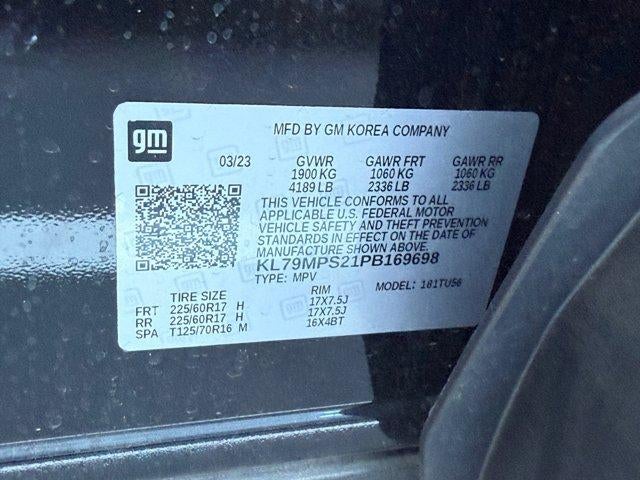 gm
MFD BY GM KOREA COMPANY
03/23 GVWR GAWR FRT GAWR RR
1900 KG 1060 KG 1060 KG
4189 LB 2336 LB 2336 LB
THIS VEHICLE CONFORMS TO ALL
APPLICABLE U.S. FEDERAL MOTOR
VEHICLE SAFETY AND THEFT PREVENTION
STANDARDS IN EFFECT ON THE DATE OF
MANUFACTURE SHOWN ABOVE.
KL79MPS21PB169698
TYPE: MPV MODEL: 181TU56
TIRE SIZE RIM
FRT 225/60R17 H 17X7.5J
RR 225/60R17 H 17X7.5J
SPA T125/70R16 M 16X4BT